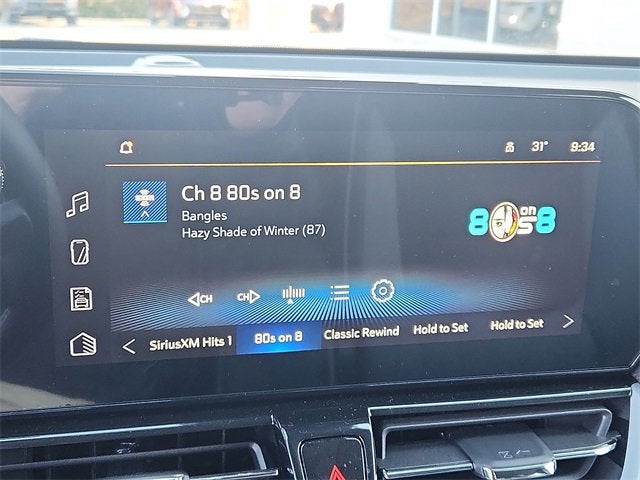 31° 9:34
Ch 8 80s on 8
Bangles
Hazy Shade of Winter (87)
8 on 8
CH CH
SiriusXM Hits 1 80s on 8 Classic Rewind Hold to Set Hold to Set